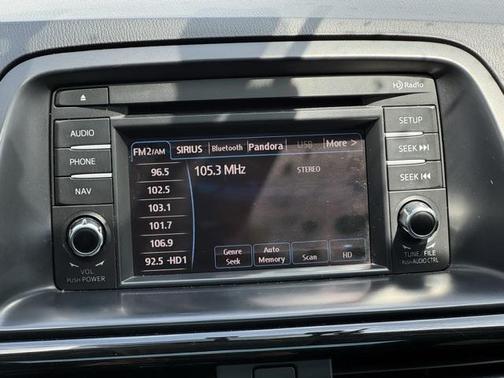 HD Radio
AUDIO
PHONE
NAV
VOL
PUSH POWER
FM2/AM SIRIUS Bluetooth Pandora USB More >
96.5
102.5
103.1
101.7
106.9
92.5 -HD1
105.3 MHz
STEREO
Genre Seek
Auto Memory
Scan
HD
SETUP
SEEK
SEEK
TUNE FILE
PUSH AUDIO CTRL